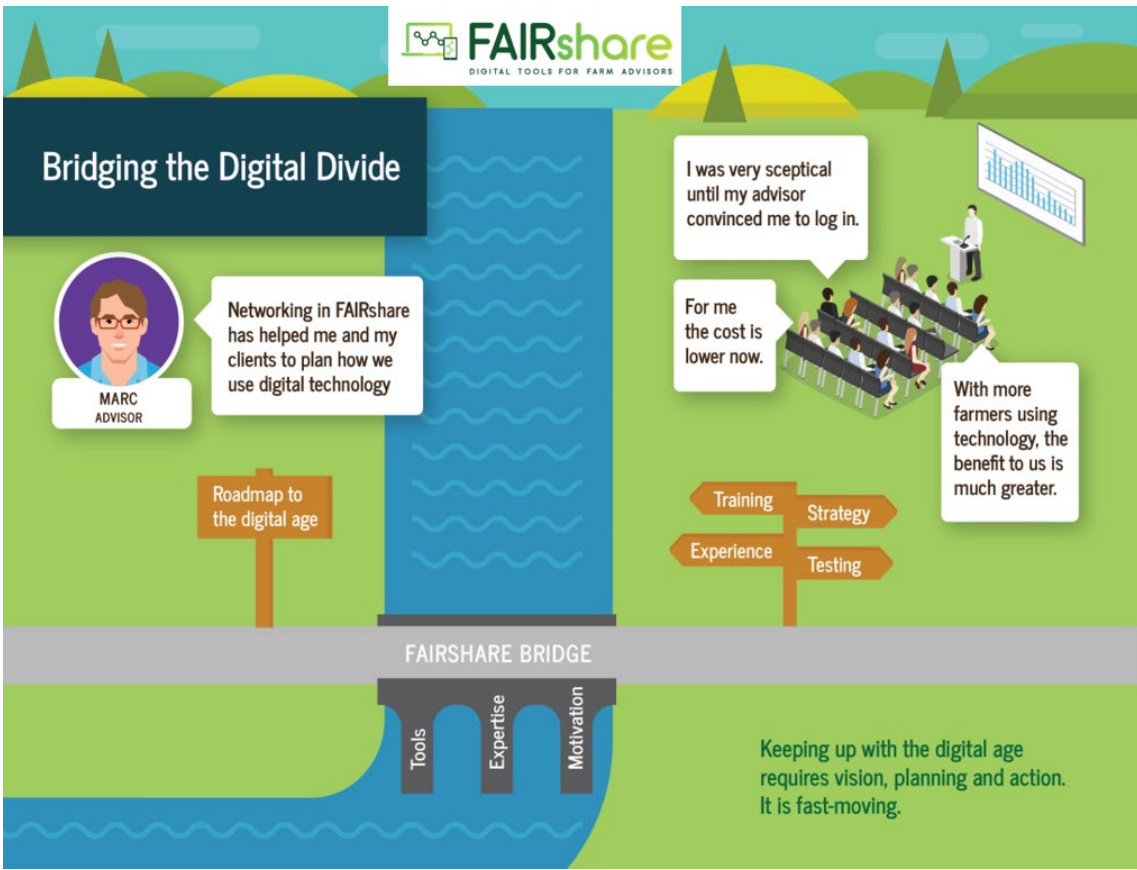 FAIRshare
DIGITAL TOOLS FOR FARM ADVISORS
Bridging the Digital Divide
Networking in FAIRshare
has helped me and my
clients to plan how we
use digital technology
MARC
ADVISOR
I was very sceptical
until my advisor
convinced me to log in.
For me
the cost is
lower now.
With more
farmers using
technology, the
benefit to us is
much greater.
Roadmap to
the digital age
Training
Strategy
Experience
Testing
FAIRSHARE BRIDGE
Tools
Expertise
Motivation
Keeping up with the digital age
requires vision, planning and action.
It is fast-moving.